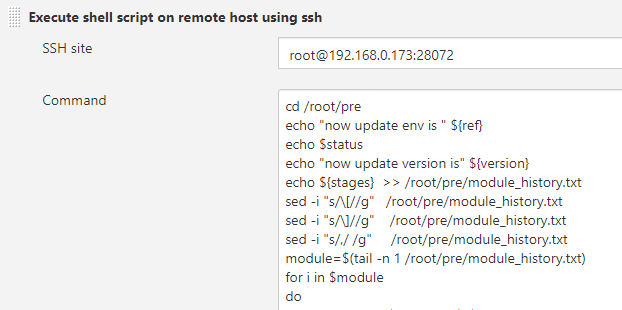 Execute shell script on remote host using ssh
SSH site
root@192.168.0.173:28072
Command
cd /root/pre
echo "now update env is " ${ref}
echo $status
echo "now update version is" ${version}
echo ${stages}  >> /root/pre/module_history.txt
sed -i "s/\[//g"   /root/pre/module_history.txt
sed -i "s/\]//g"    /root/pre/module_history.txt
sed -i "s/,/ /g"     /root/pre/module_history.txt
module=$(tail -n 1 /root/pre/module_history.txt)
for i in $module
do